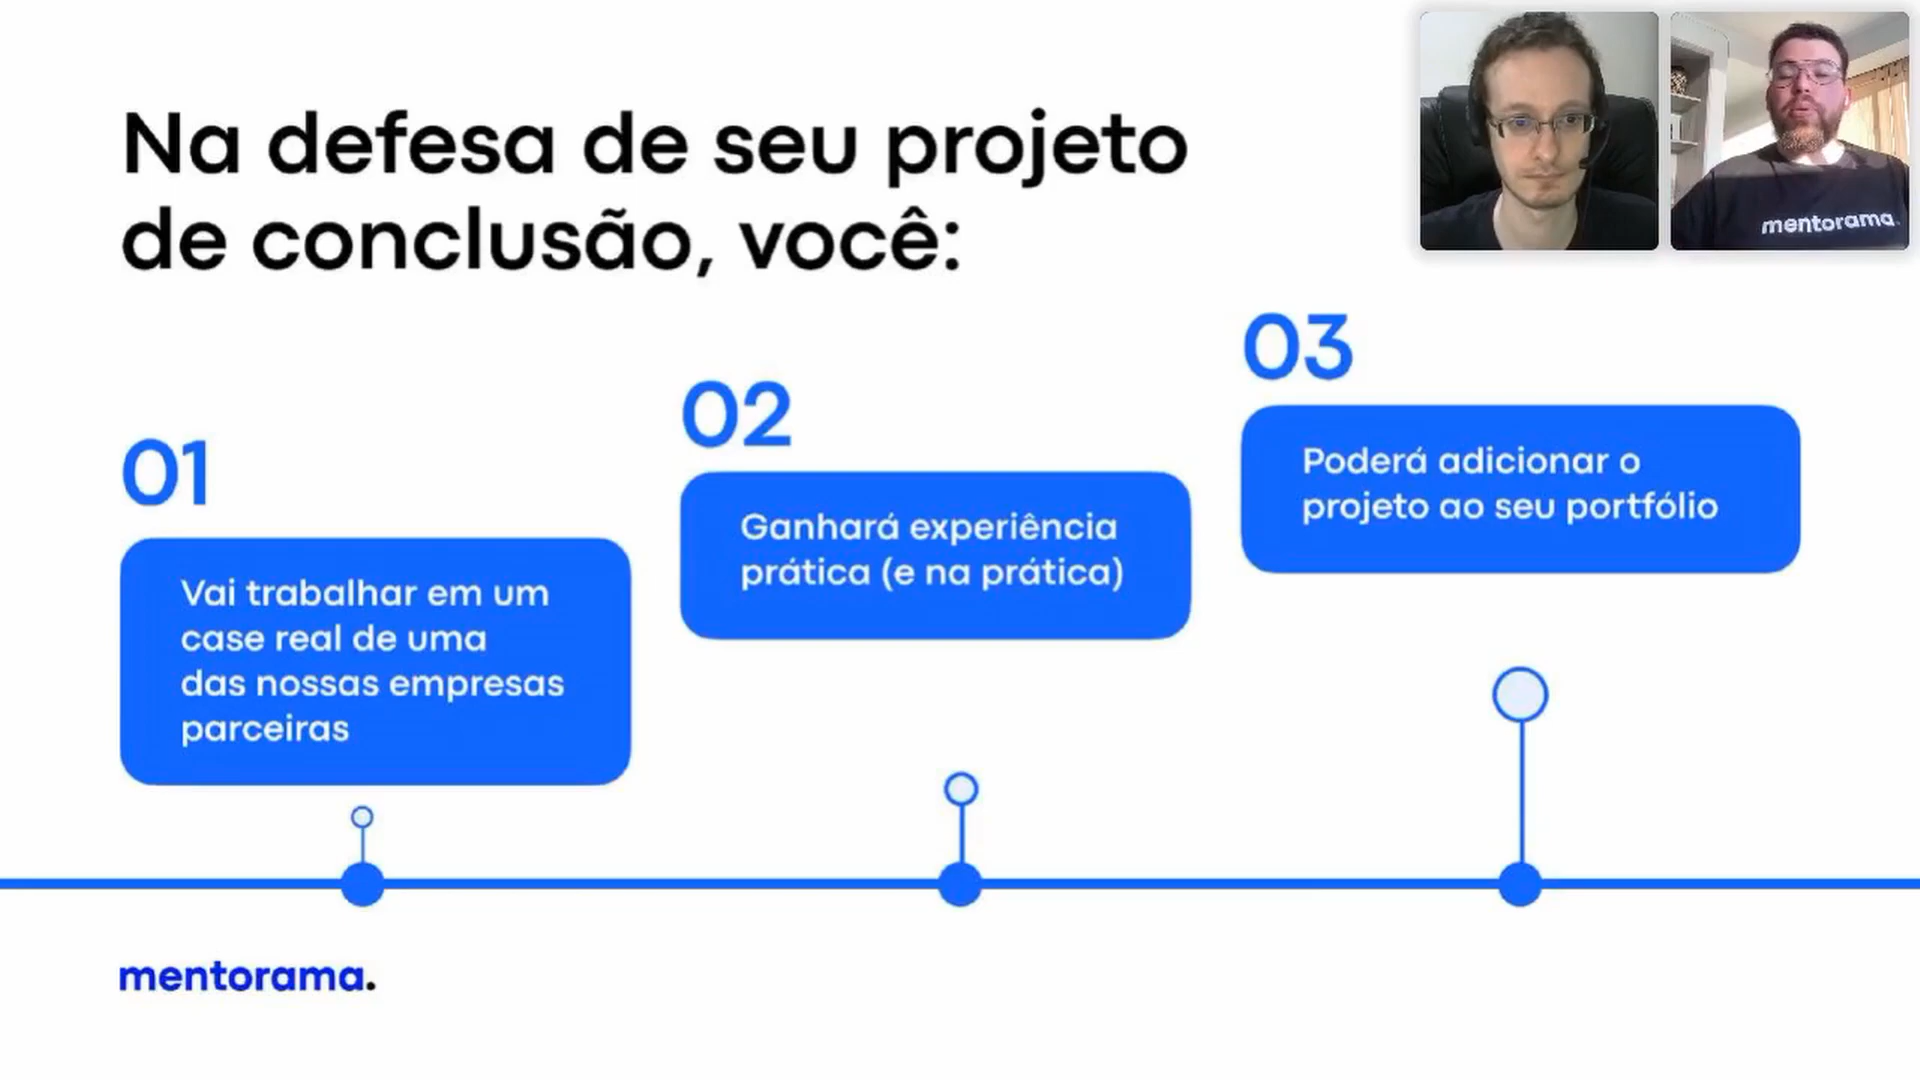 Na defesa de seu projeto
de conclusão, você:
01
Vai trabalhar em um
case real de uma
das nossas empresas
parceiras
02
Ganhará experiência
prática (e na prática)
03
Poderá adicionar o
projeto ao seu portfólio
mentorama.
mentorama.